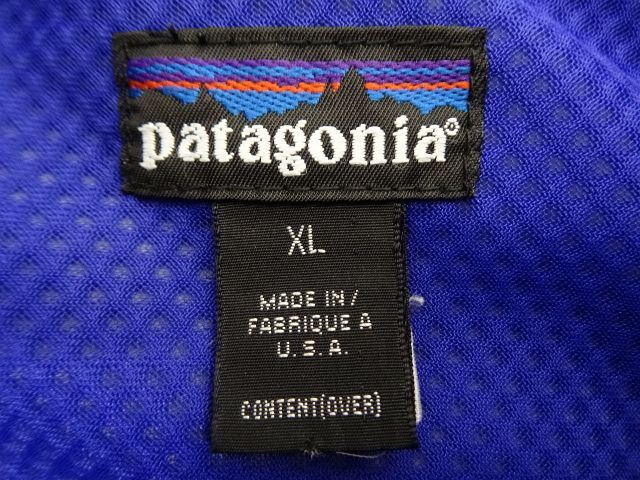 patagonia®
XL
MADE IN/
FABRIQUE A
U.S.A.
CONTENT(OVER)